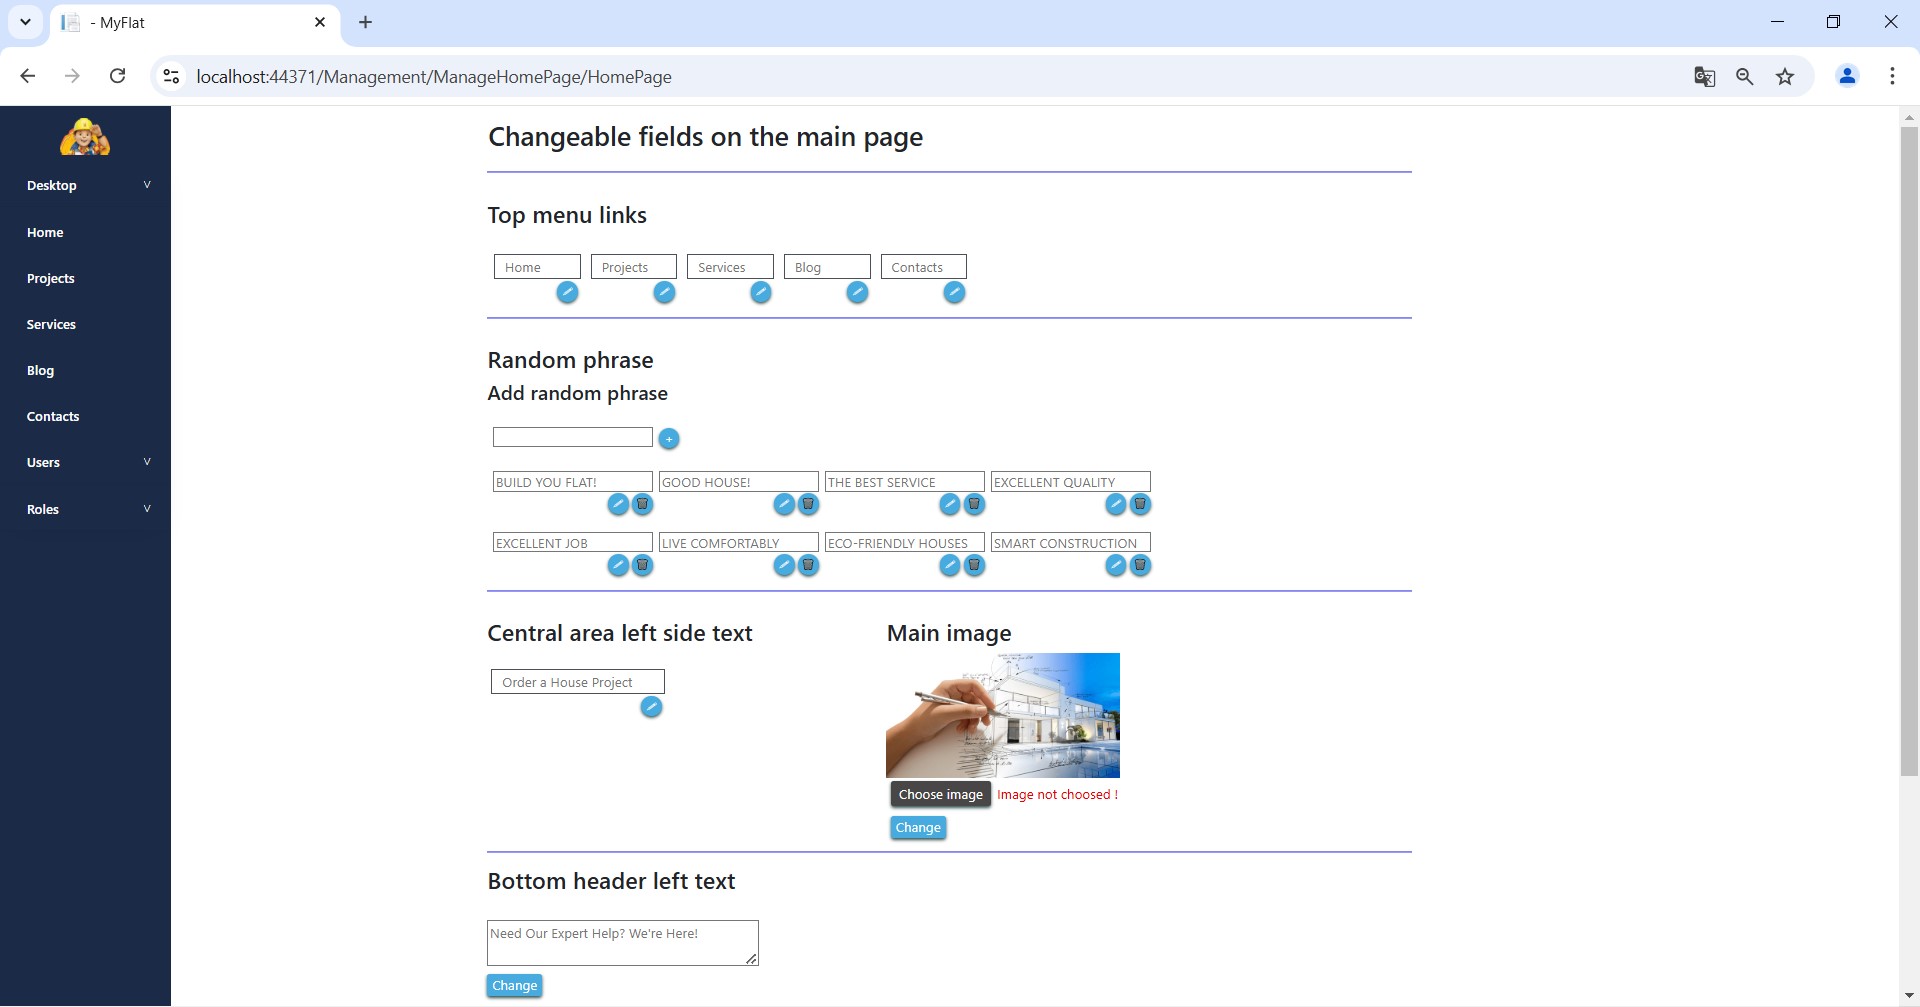 - MyFlat
localhost:44371/Management/ManageHomePage/HomePage
Desktop
Home
Projects
Services
Blog
Contacts
Users
Roles
Changeable fields on the main page
Top menu links
Home Projects Services Blog Contacts
Random phrase
Add random phrase
+
BUILD YOU FLAT! GOOD HOUSE! THE BEST SERVICE EXCELLENT QUALITY
EXCELLENT JOB LIVE COMFORTABLY ECO-FRIENDLY HOUSES SMART CONSTRUCTION
Central area left side text
Order a House Project
Main image
Choose image Image not choosed !
Change
Bottom header left text
Need Our Expert Help? We're Here!
Change